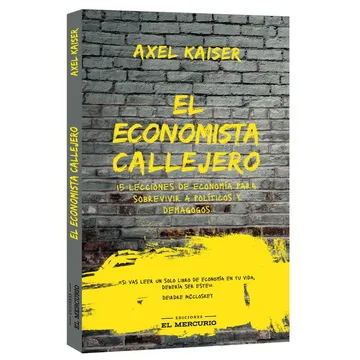 AXEL KAISER
EL
ECONOMISTA
CALLEJERO
15 LECCIONES DE ECONOMÍA PARA
SOBREVIVIR A POLÍTICOS Y
DEMAGOGOS
«SI VAS LEER UN SOLO LIBRO DE ECONOMÍA EN TU VIDA,
DEBERÍA SER ESTE».
DEIRDRE MCCLOSKEY
EDICIONES
EL MERCURIO
AXEL KAISER
EL ECONOMISTA CALLEJERO